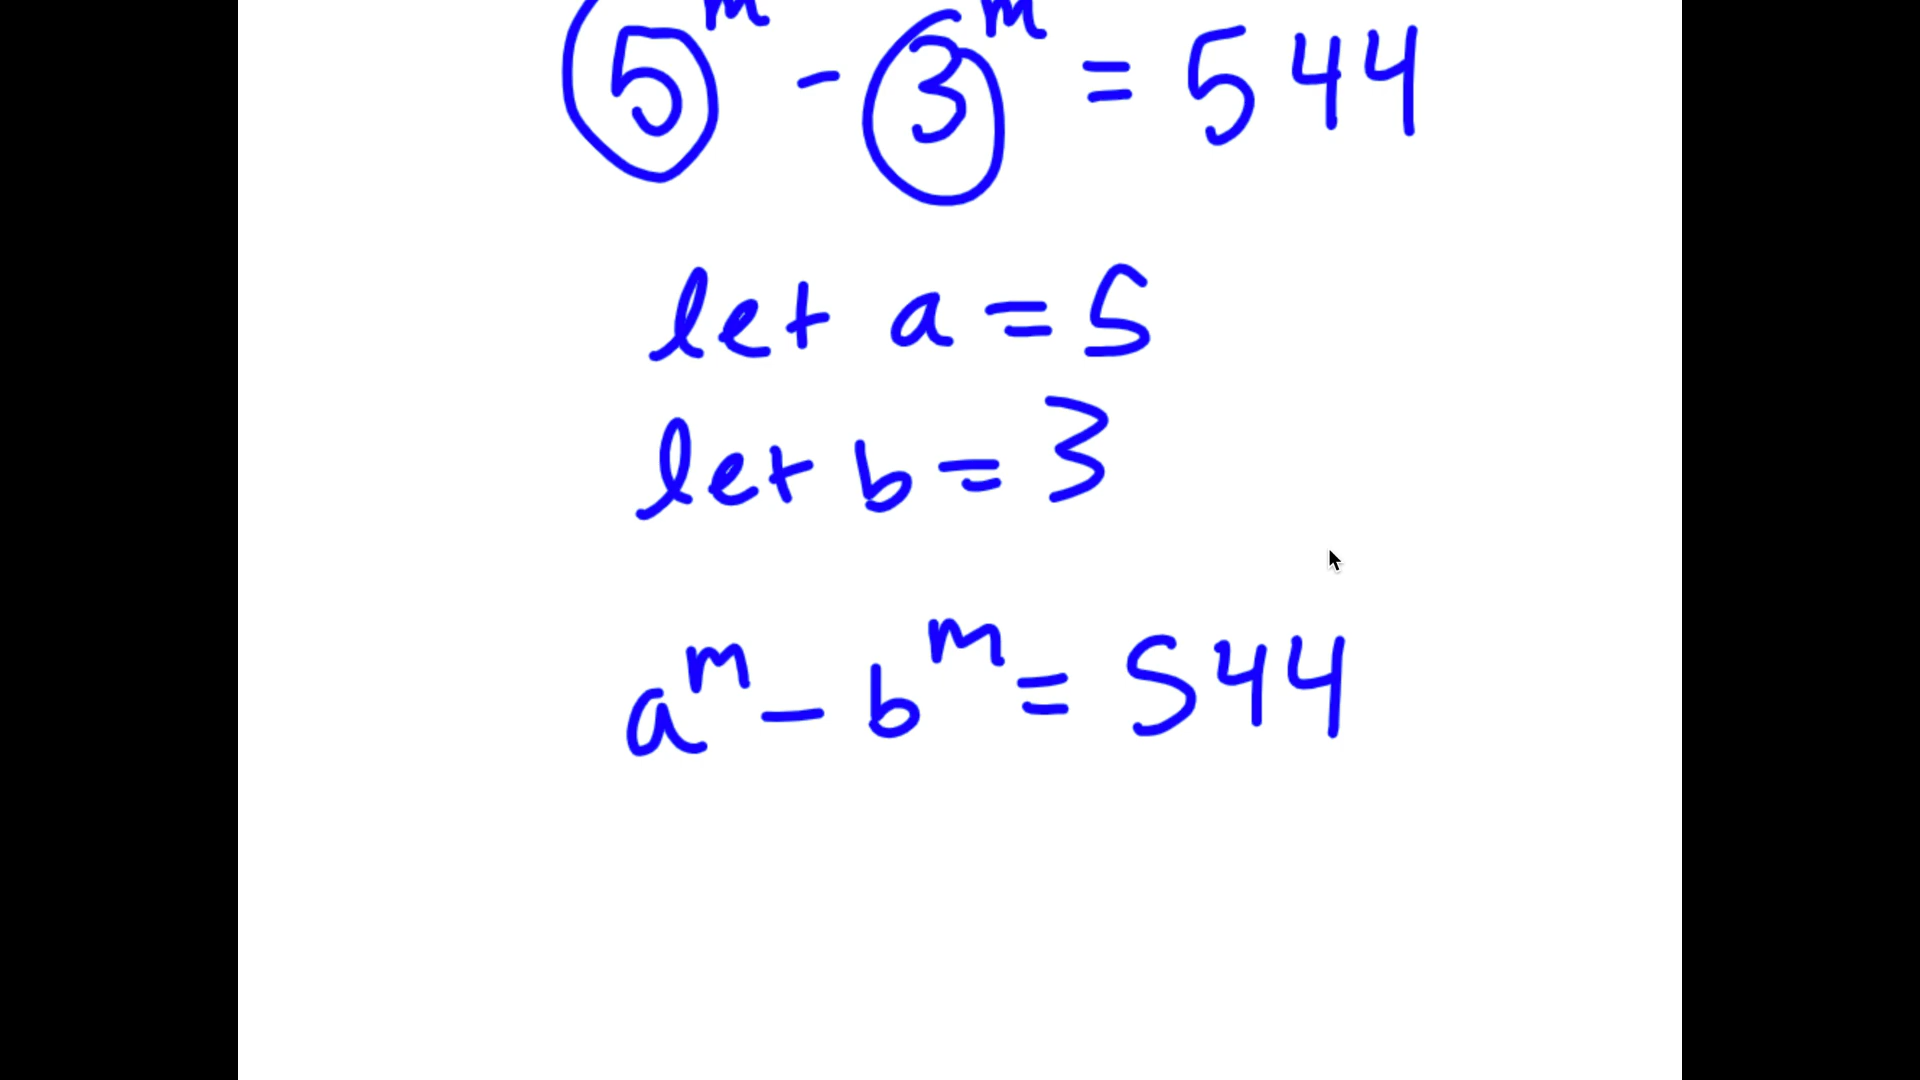 5^m - 3^m = 544
let a = 5
let b = 3
a^m - b^m = 544